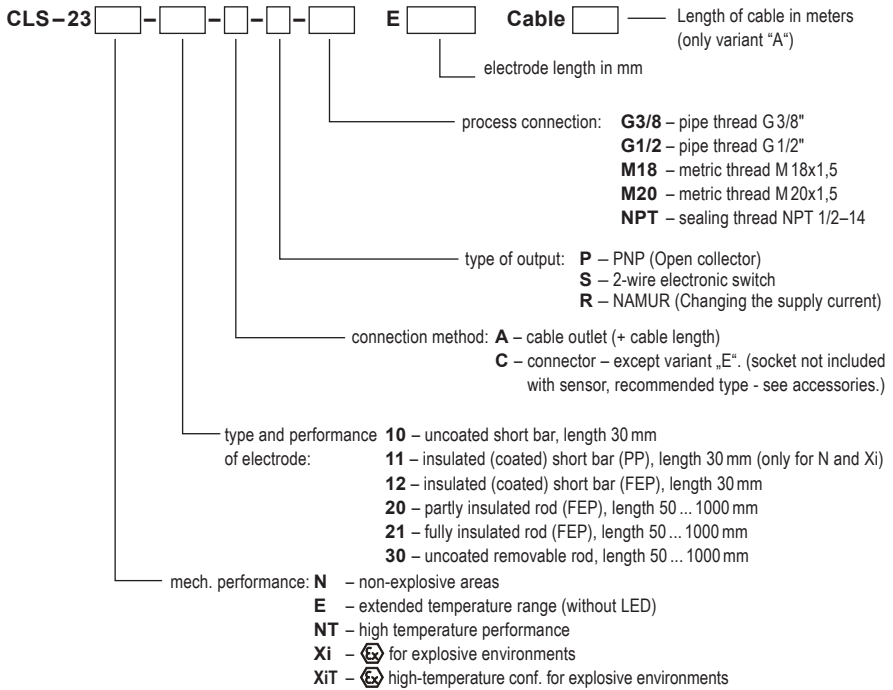 CLS–23 – – – – E Cable Length of cable in meters
(only variant “A“)
electrode length in mm
process connection: G3/8 – pipe thread G 3/8"
G1/2 – pipe thread G 1/2"
M18 – metric thread M 18x1,5
M20 – metric thread M 20x1,5
NPT – sealing thread NPT 1/2–14
type of output: P – PNP (Open collector)
S – 2-wire electronic switch
R – NAMUR (Changing the supply current)
connection method: A – cable outlet (+ cable length)
C – connector – except variant „E“. (socket not included
with sensor, recommended type - see accessories.)
type and performance 10 – uncoated short bar, length 30 mm
of electrode: 11 – insulated (coated) short bar (PP), length 30 mm (only for N and Xi)
12 – insulated (coated) short bar (FEP), length 30 mm
20 – partly insulated rod (FEP), length 50 ... 1000 mm
21 – fully insulated rod (FEP), length 50 ... 1000 mm
30 – uncoated removable rod, length 50 ... 1000 mm
mech. performance: N – non-explosive areas
E – extended temperature range (without LED)
NT – high temperature performance
Xi – Ex for explosive environments
XiT – Ex high-temperature conf. for explosive environments